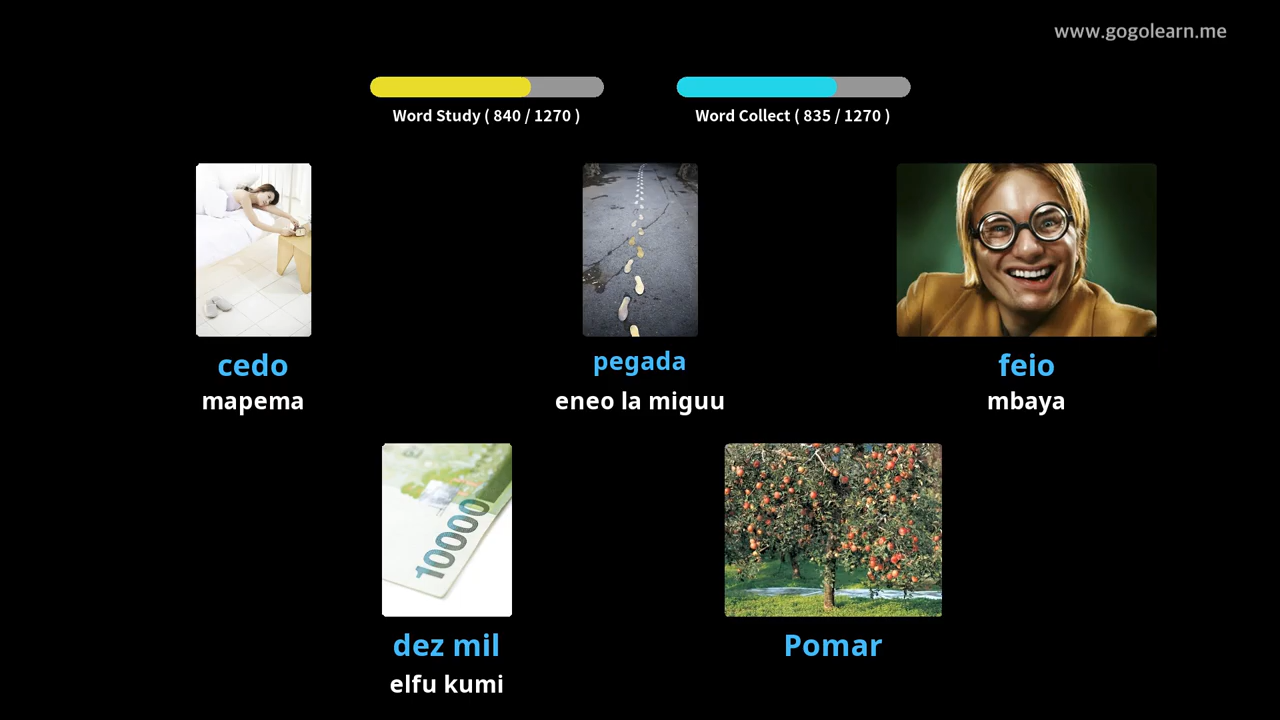 www.gogolearn.me
Word Study ( 840 / 1270 )
Word Collect ( 835 / 1270 )
cedo
mapema
pegada
eneo la miguu
feio
mbaya
10000
dez mil
elfu kumi
Pomar